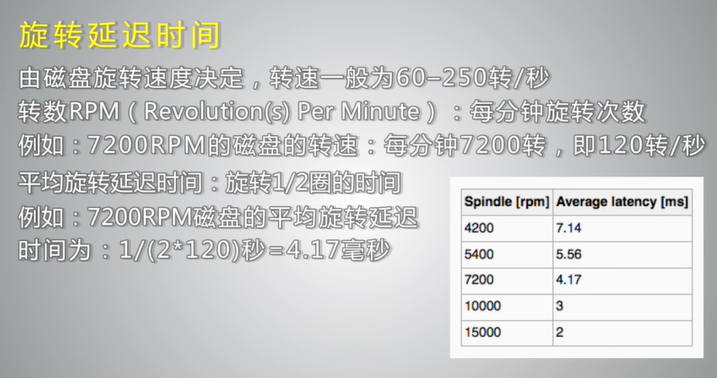 旋转延迟时间
由磁盘旋转速度决定，转速一般为60–250转/秒
转数RPM（Revolution(s) Per Minute）：每分钟旋转次数
例如：7200RPM的磁盘的转速：每分钟7200转，即120转/秒
平均旋转延迟时间：旋转1/2圈的时间
例如：7200RPM磁盘的平均旋转延迟
时间为：1/(2*120)秒=4.17毫秒
Spindle [rpm] Average latency [ms]
4200 7.14
5400 5.56
7200 4.17
10000 3
15000 2